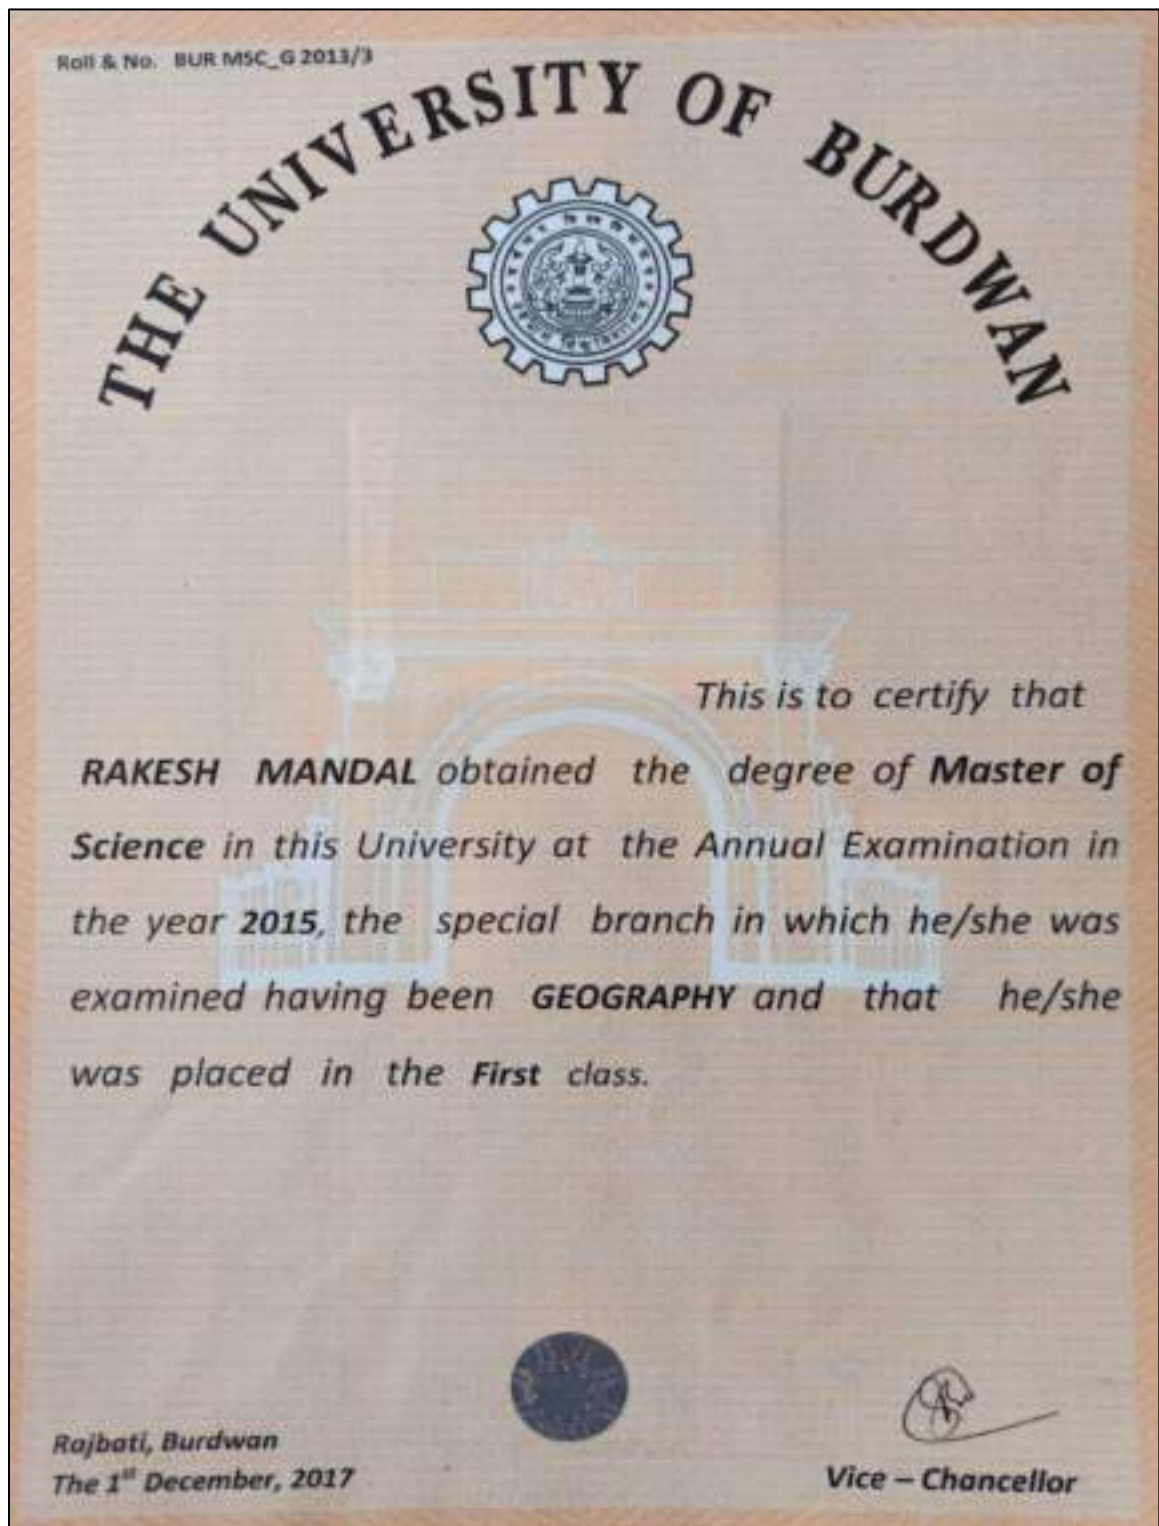 Roll & No. BUR MSC_G 2013/3
THE UNIVERSITY OF BURDWAN
This is to certify that
RAKESH MANDAL obtained the degree of Master of
Science in this University at the Annual Examination in
the year 2015, the special branch in which he/she was
examined having been GEOGRAPHY and that he/she
was placed in the First class.
Rajbati, Burdwan
The 1st December, 2017
Vice – Chancellor